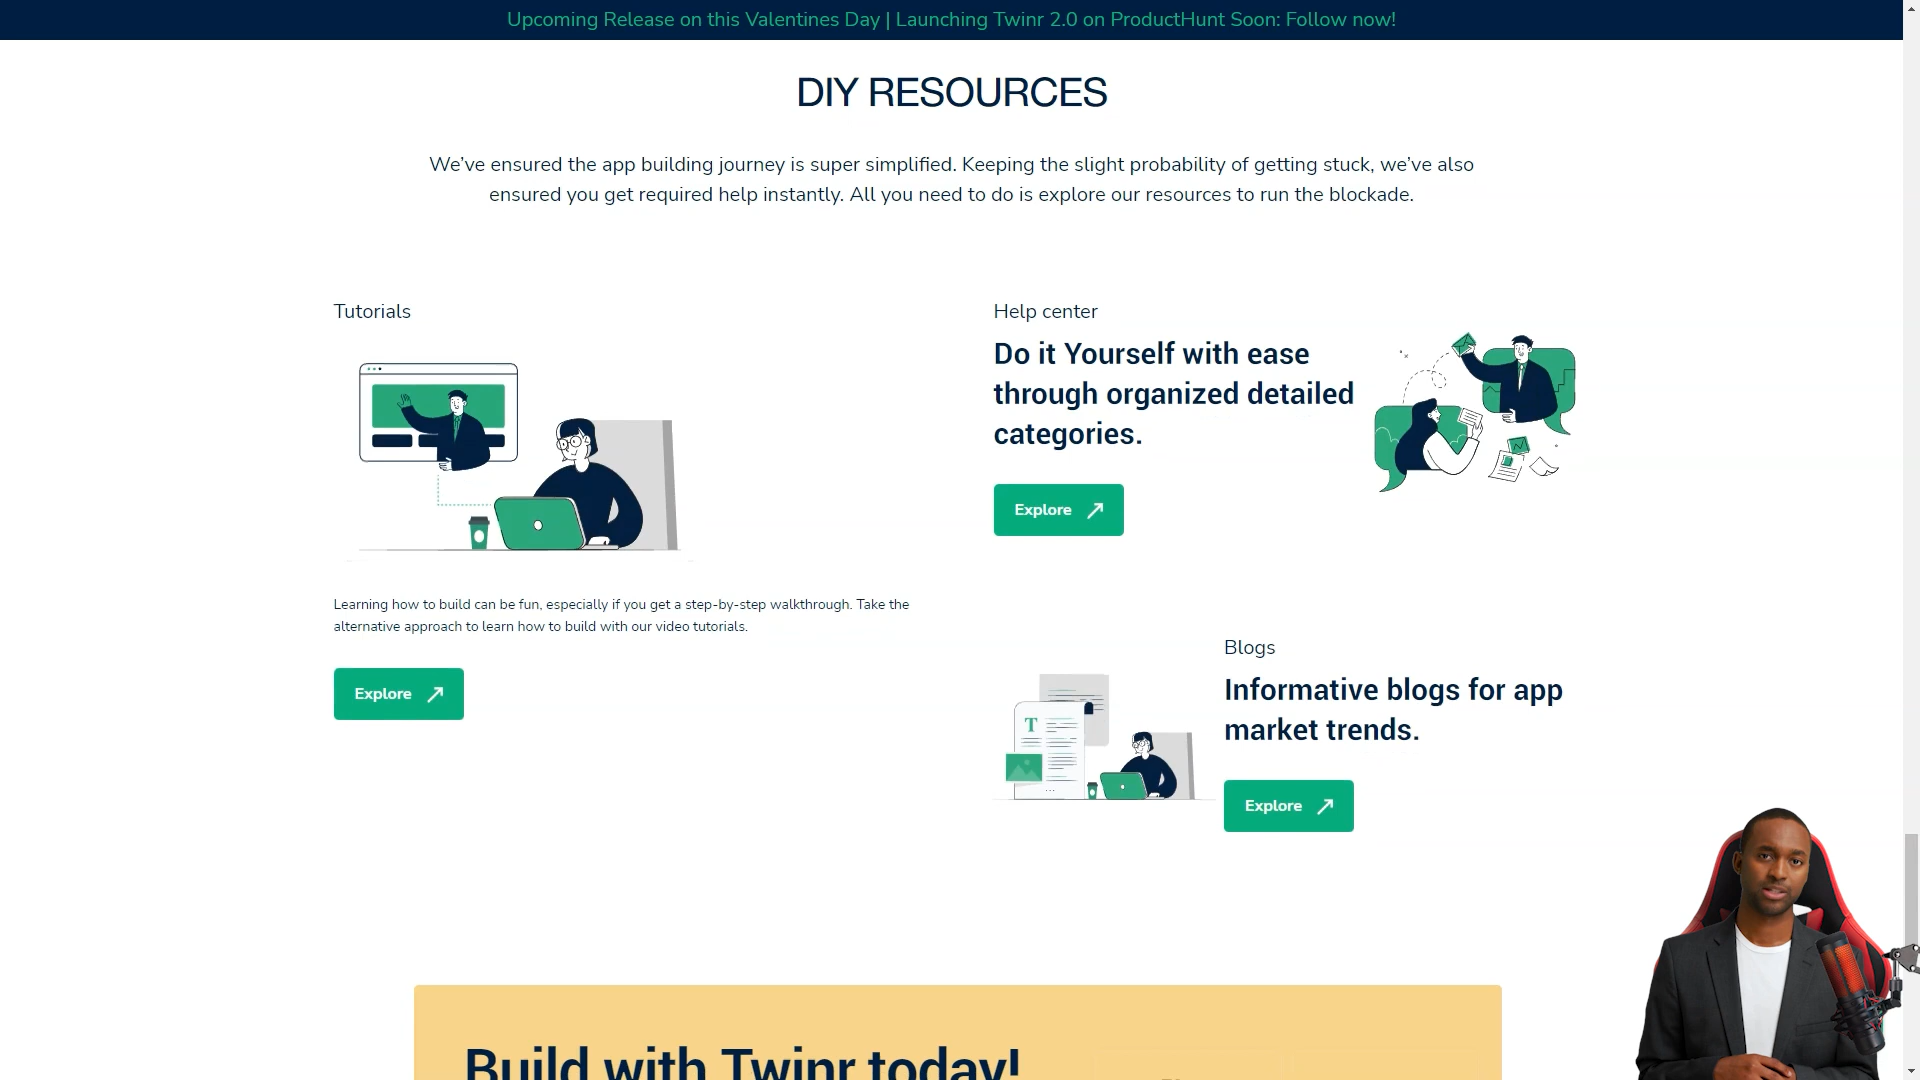 Upcoming Release on this Valentines Day | Launching Twinr 2.0 on ProductHunt Soon: Follow now!
DIY RESOURCES
We’ve ensured the app building journey is super simplified. Keeping the slight probability of getting stuck, we’ve also
ensured you get required help instantly. All you need to do is explore our resources to run the blockade.
Tutorials
Learning how to build can be fun, especially if you get a step-by-step walkthrough. Take the
alternative approach to learn how to build with our video tutorials.
Explore
Help center
Do it Yourself with ease
through organized detailed
categories.
Explore
T
Blogs
Informative blogs for app
market trends.
Explore
Build with Twinr today!